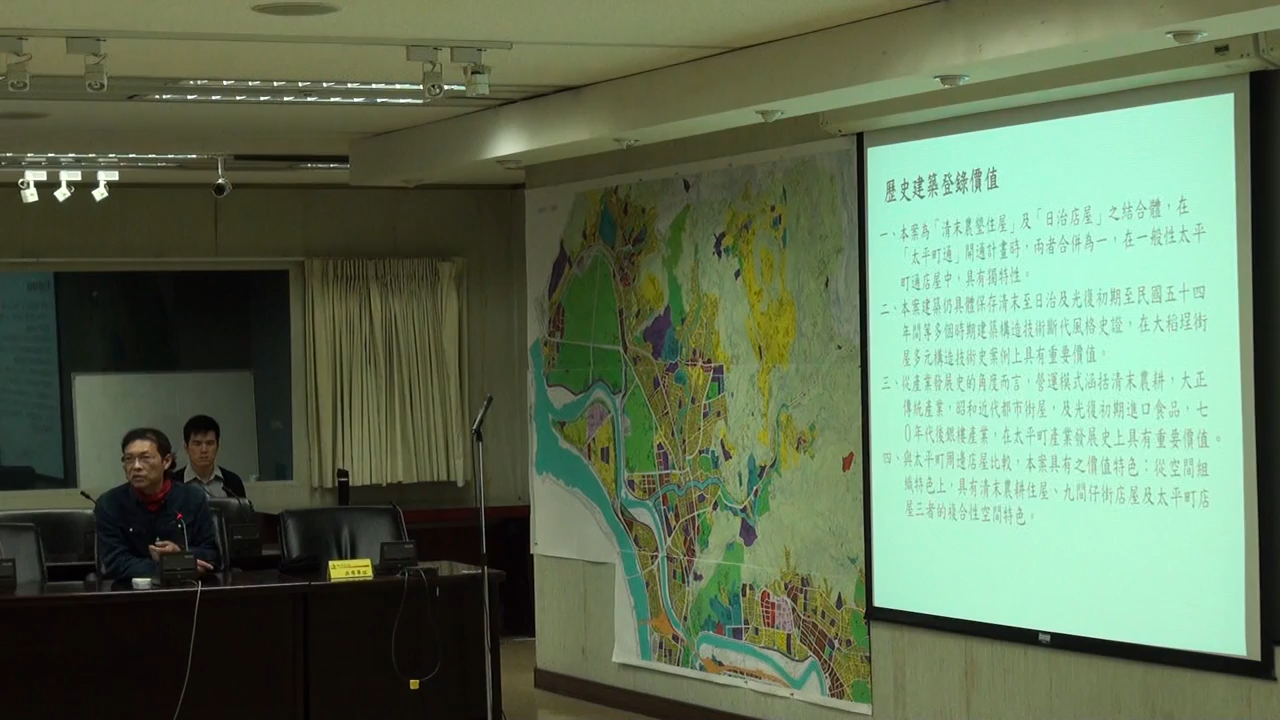 歷史建築登錄價值
一、本案為「清末農墾住屋」及「日治店屋」之結合體，在
「太平町通」開通計畫時，兩者合併為一，在一般性太平
町通店屋中，具有獨特性。
二、本案建築仍具體保存清末至日治及光復初期至民國五十四
年間等多個時期建築構造技術斷代風格史證，在大稻埕街
屋多元構造技術史案例上具有重要價值。
三、從產業發展史的角度而言，營運模式涵括清末農耕，大正
傳統產業，昭和近代都市街屋，及光復初期進口食品，七
0年代後銀樓產業，在太平町產業發展史上具有重要價值。
四、與太平町周邊店屋比較，本案具有之價值特色：從空間組
織特色上，具有清末農耕住屋、九間仔街店屋及太平町店
屋三者的複合性空間特色。